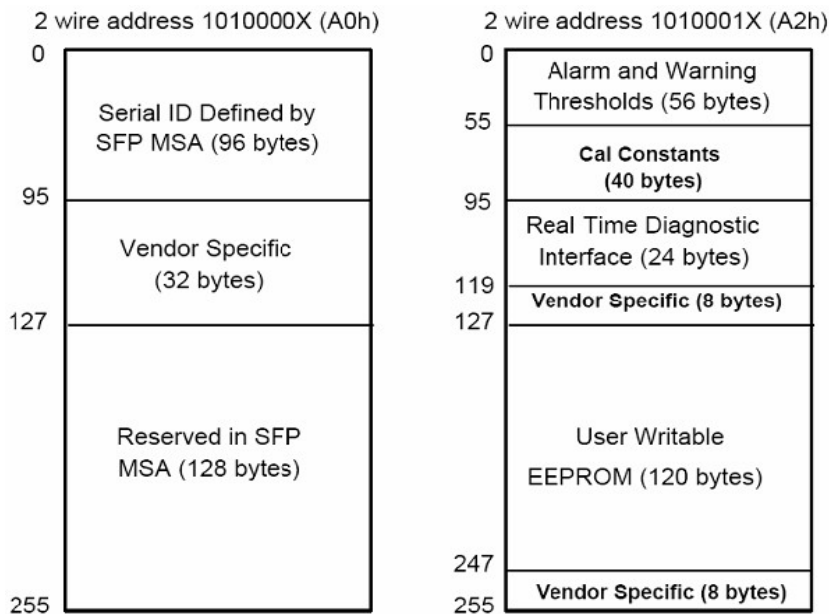 2 wire address 1010000X (A0h)
0
Serial ID Defined by
SFP MSA (96 bytes)
95
Vendor Specific
(32 bytes)
127
Reserved in SFP
MSA (128 bytes)
255
2 wire address 1010001X (A2h)
0
Alarm and Warning
Thresholds (56 bytes)
55
Cal Constants
(40 bytes)
95
Real Time Diagnostic
Interface (24 bytes)
119
Vendor Specific (8 bytes)
127
User Writable
EEPROM (120 bytes)
247
Vendor Specific (8 bytes)
255